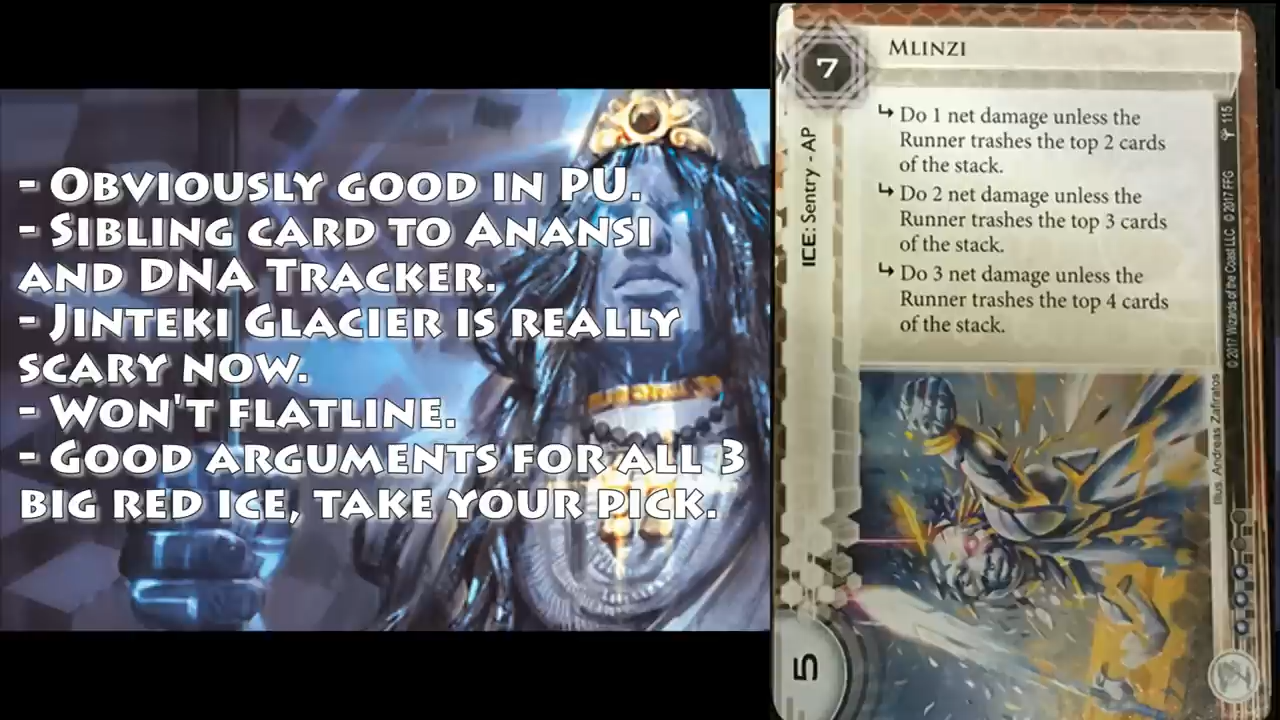 - Obviously good in PU.
- Sibling card to Anansi
and DNA Tracker.
- Jinteki Glacier is really
scary now.
- Won't flatline.
- Good arguments for all 3
big red ice, take your pick.
7
Mlinzi
ICE: Sentry - AP
↳ Do 1 net damage unless the
Runner trashes the top 2 cards
of the stack.
↳ Do 2 net damage unless the
Runner trashes the top 3 cards
of the stack.
↳ Do 3 net damage unless the
Runner trashes the top 4 cards
of the stack.
5
Illus. Andreas Zafiratos
© 2017 Wizards of the Coast LLC. © 2017 FFG
115